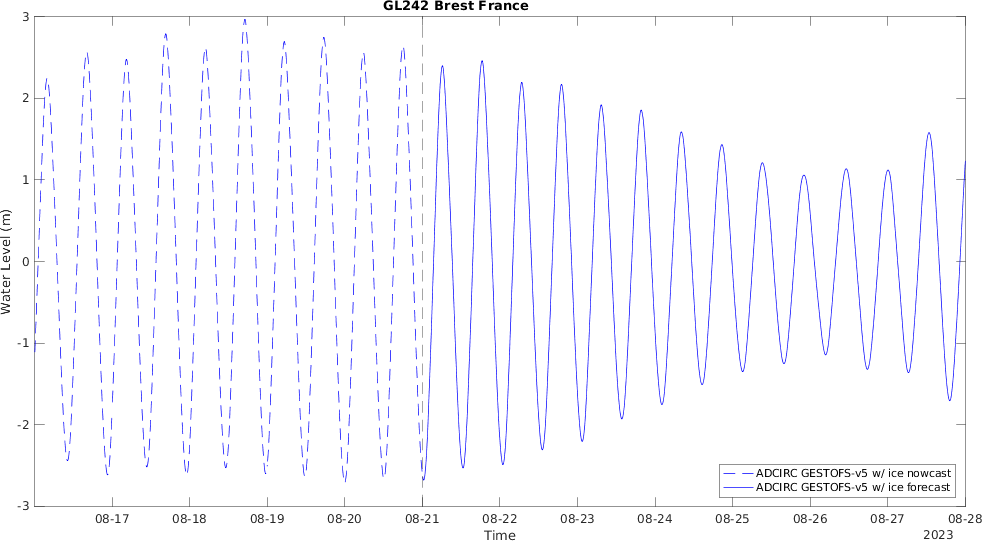 GL242 Brest France
3
2
1
0
-1
-2
-3
Water Level (m)
08-17 08-18 08-19 08-20 08-21 08-22 08-23 08-24 08-25 08-26 08-27 08-28
Time
2023
ADCIRC GESTOFS-v5 w/ ice nowcast
ADCIRC GESTOFS-v5 w/ ice forecast